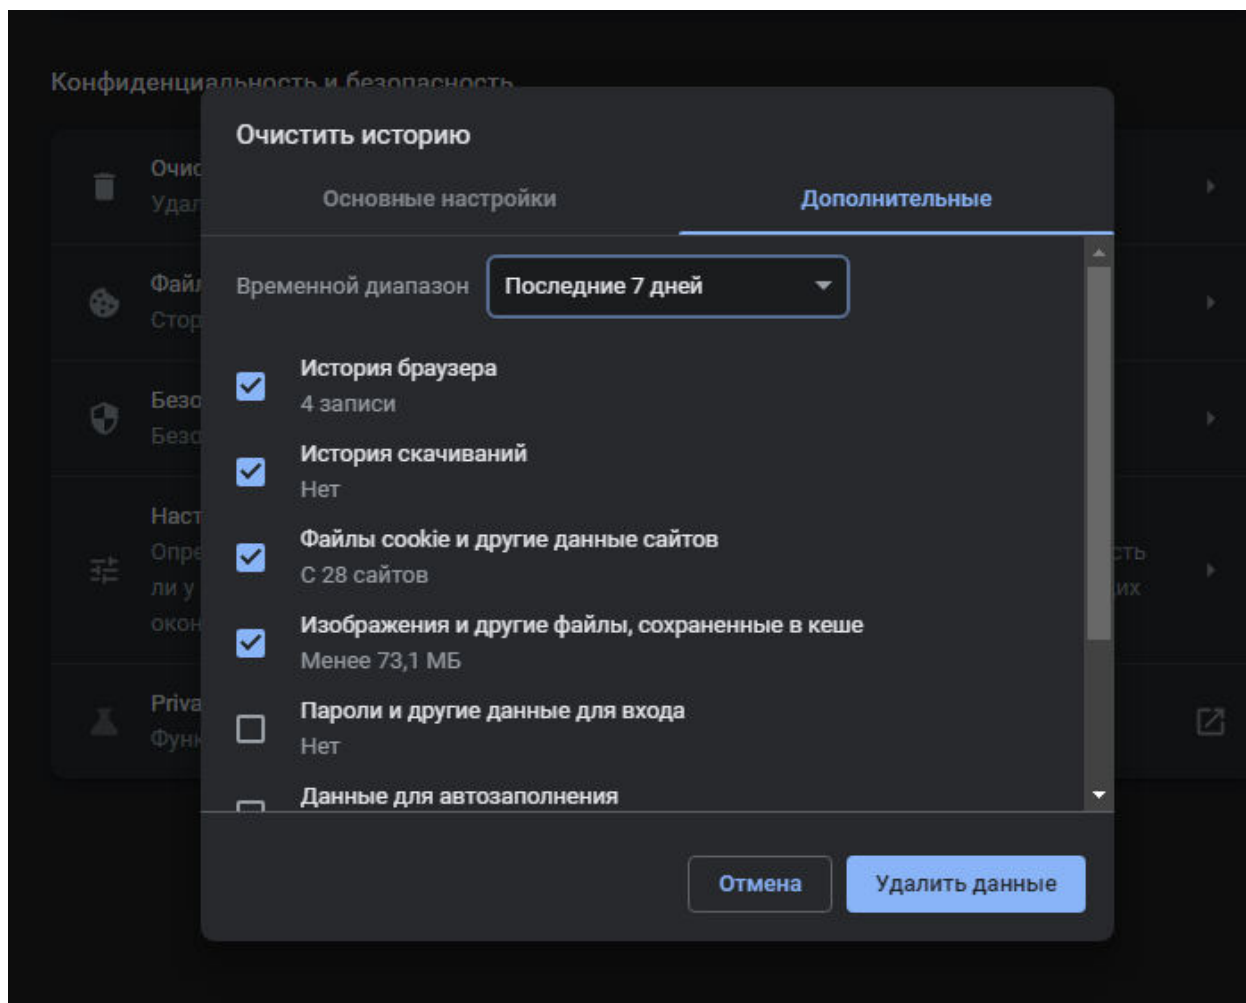 Конфиденциальность и безопасность
Очистить историю
Основные настройки
Дополнительные
Временной диапазон
Последние 7 дней
История браузера
4 записи
История скачиваний
Нет
Файлы cookie и другие данные сайтов
С 28 сайтов
Изображения и другие файлы, сохраненные в кеше
Менее 73,1 МБ
Пароли и другие данные для входа
Нет
Данные для автозаполнения
Отмена
Удалить данные
ли у